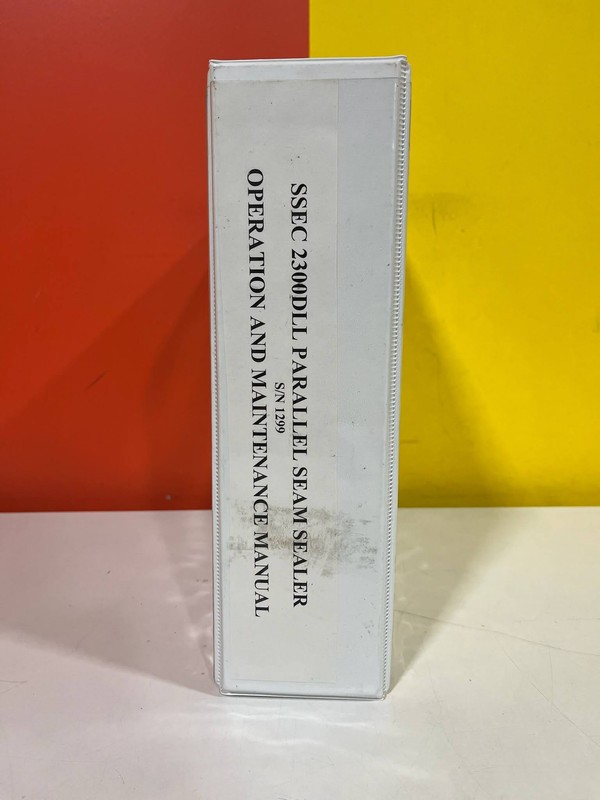 SSEC 2300DLL PARALLEL SEAM SEALER
S/N 1299
OPERATION AND MAINTENANCE MANUAL